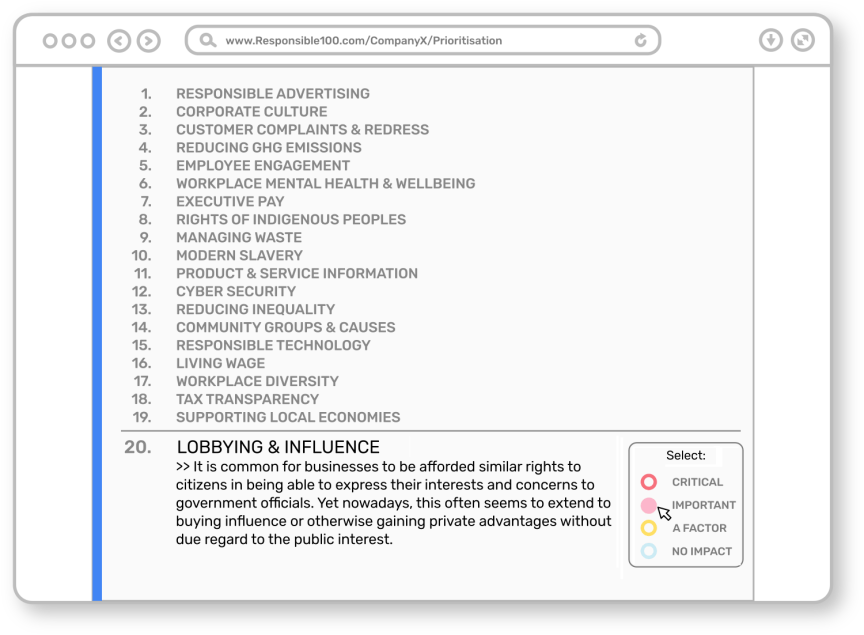 www.Responsible100.com/CompanyX/Prioritisation
1. RESPONSIBLE ADVERTISING
2. CORPORATE CULTURE
3. CUSTOMER COMPLAINTS & REDRESS
4. REDUCING GHG EMISSIONS
5. EMPLOYEE ENGAGEMENT
6. WORKPLACE MENTAL HEALTH & WELLBEING
7. EXECUTIVE PAY
8. RIGHTS OF INDIGENOUS PEOPLES
9. MANAGING WASTE
10. MODERN SLAVERY
11. PRODUCT & SERVICE INFORMATION
12. CYBER SECURITY
13. REDUCING INEQUALITY
14. COMMUNITY GROUPS & CAUSES
15. RESPONSIBLE TECHNOLOGY
16. LIVING WAGE
17. WORKPLACE DIVERSITY
18. TAX TRANSPARENCY
19. SUPPORTING LOCAL ECONOMIES
20. LOBBYING & INFLUENCE
>> It is common for businesses to be afforded similar rights to
citizens in being able to express their interests and concerns to
government officials. Yet nowadays, this often seems to extend to
buying influence or otherwise gaining private advantages without
due regard to the public interest.
Select:
CRITICAL
IMPORTANT
A FACTOR
NO IMPACT